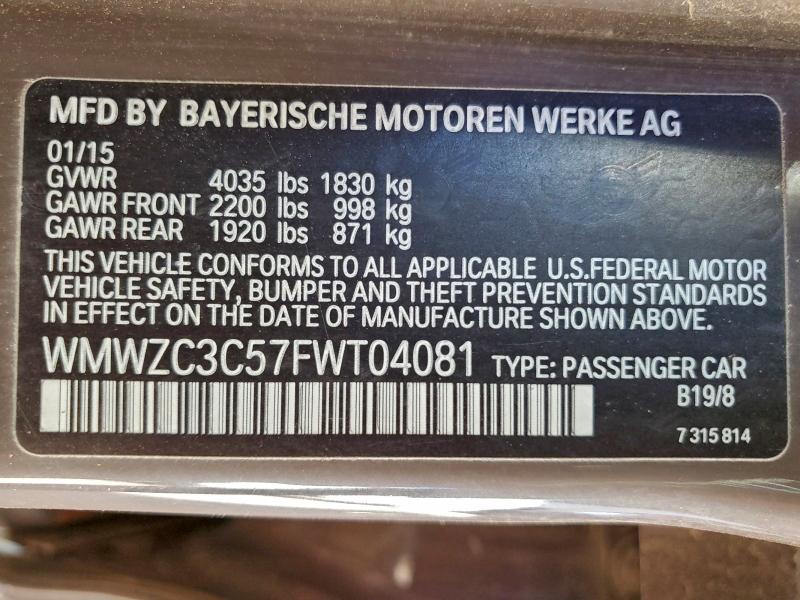 MFD BY BAYERISCHE MOTOREN WERKE AG
01/15
GVWR 4035 lbs 1830 kg
GAWR FRONT 2200 lbs 998 kg
GAWR REAR 1920 lbs 871 kg
THIS VEHICLE CONFORMS TO ALL APPLICABLE U.S.FEDERAL MOTOR
VEHICLE SAFETY, BUMPER AND THEFT PREVENTION STANDARDS
IN EFFECT ON THE DATE OF MANUFACTURE SHOWN ABOVE.
WMWZC3C57FWT04081 TYPE: PASSENGER CAR
B19/8
7 315 814